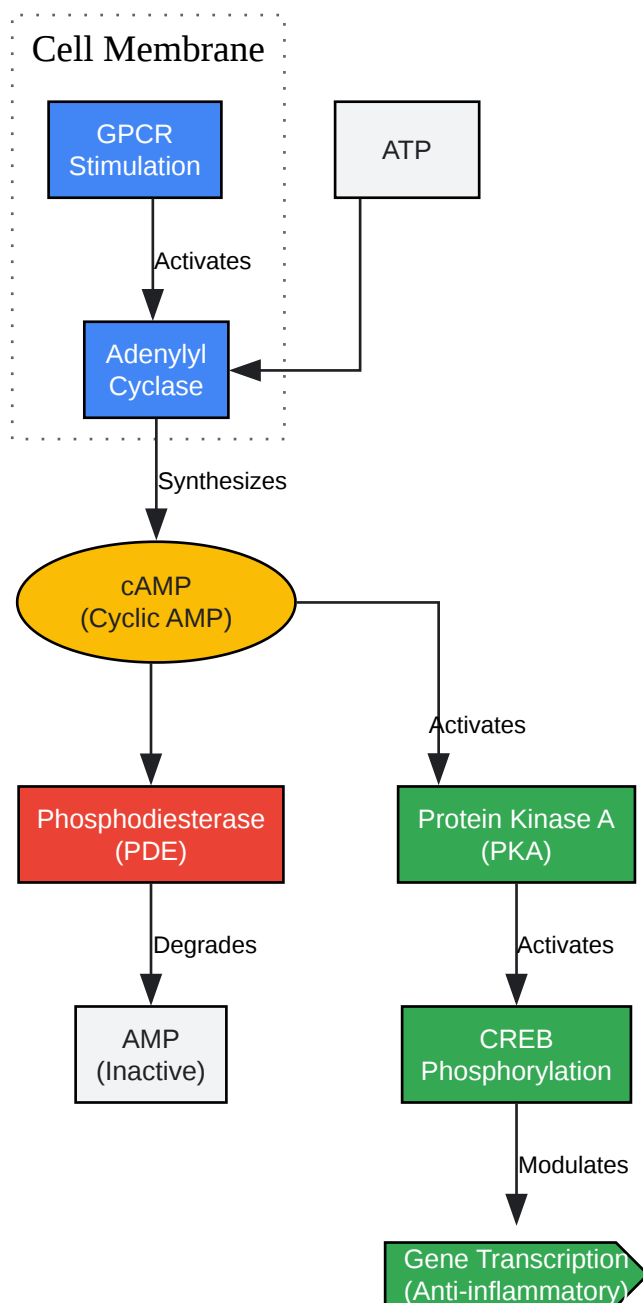 Cell Membrane
GPCR
Stimulation
ATP
Activates
Adenylyl
Cyclase
Synthesizes
cAMP
(Cyclic AMP)
Activates
Phosphodiesterase
(PDE)
Protein Kinase A
(PKA)
Degrades
Activates
AMP
(Inactive)
CREB
Phosphorylation
Modulates
Gene Transcription
(Anti-inflammatory)